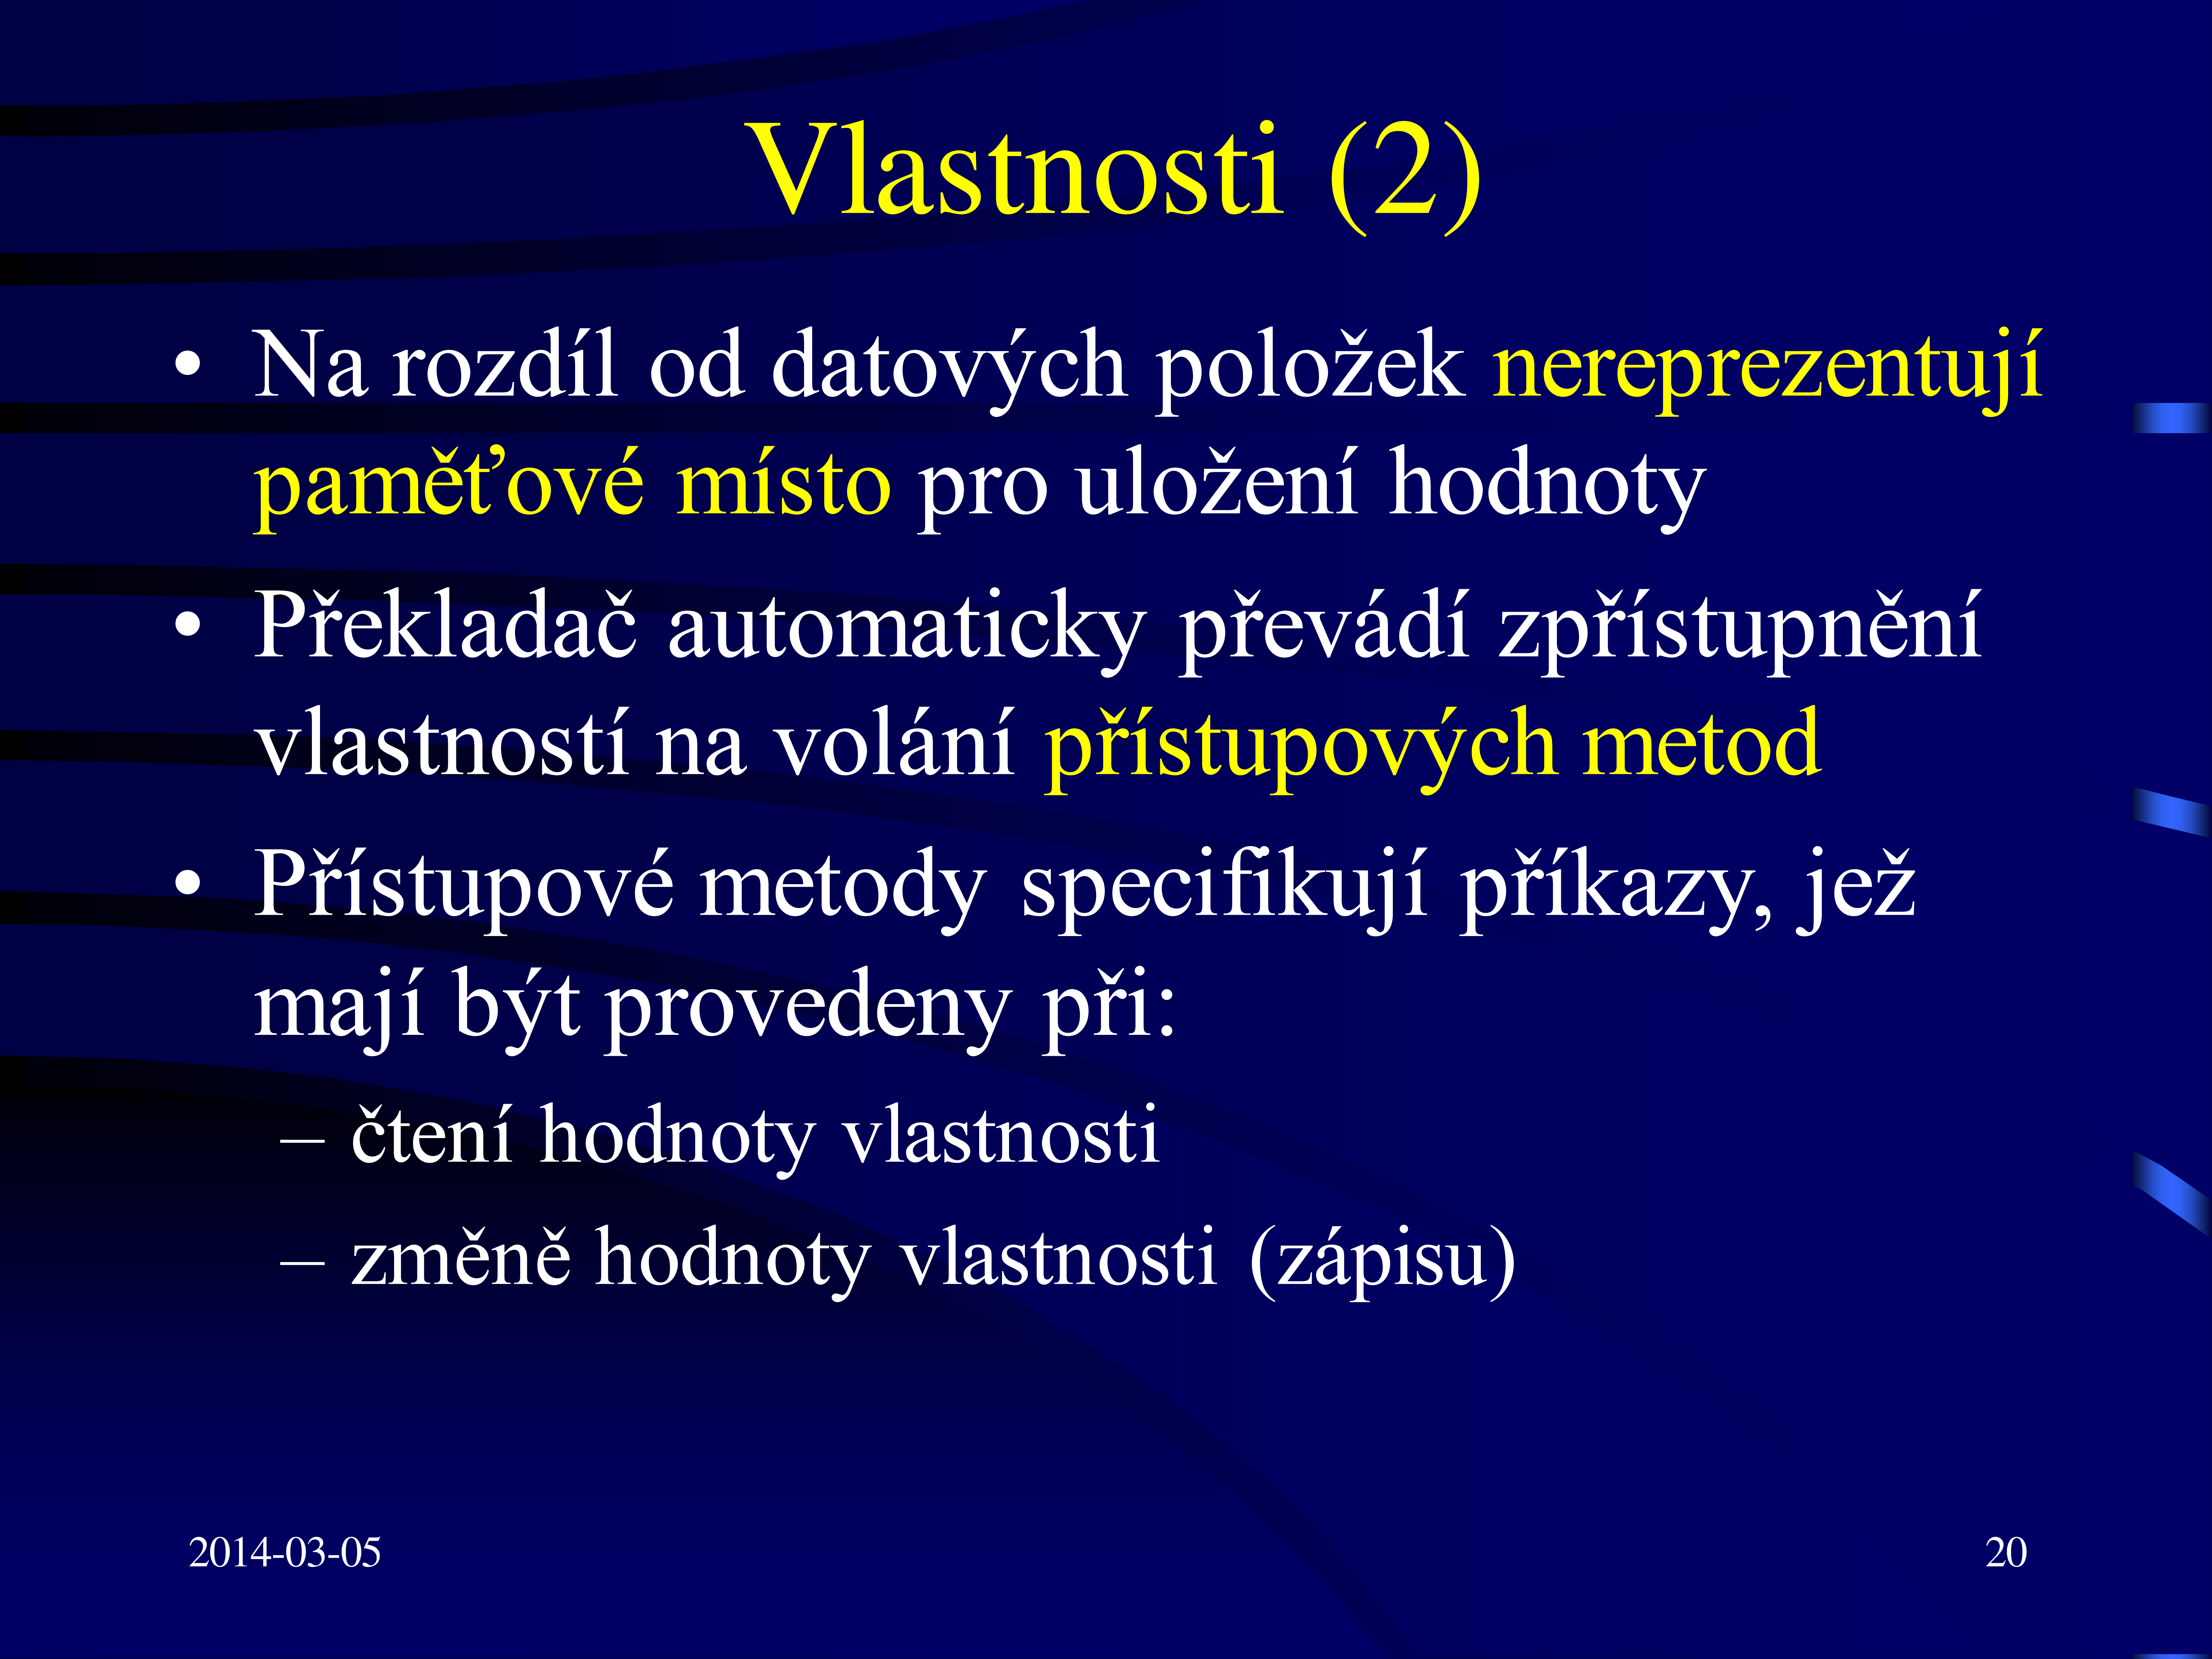 Vlastnosti (2)
• Na rozdíl od datových položek nereprezentují
paměťové místo pro uložení hodnoty
• Překladač automaticky převádí zpřístupnění
vlastností na volání přístupových metod
• Přístupové metody specifikují příkazy, jež
mají být provedeny při:
– čtení hodnoty vlastnosti
– změně hodnoty vlastnosti (zápisu)
2014-03-05
20